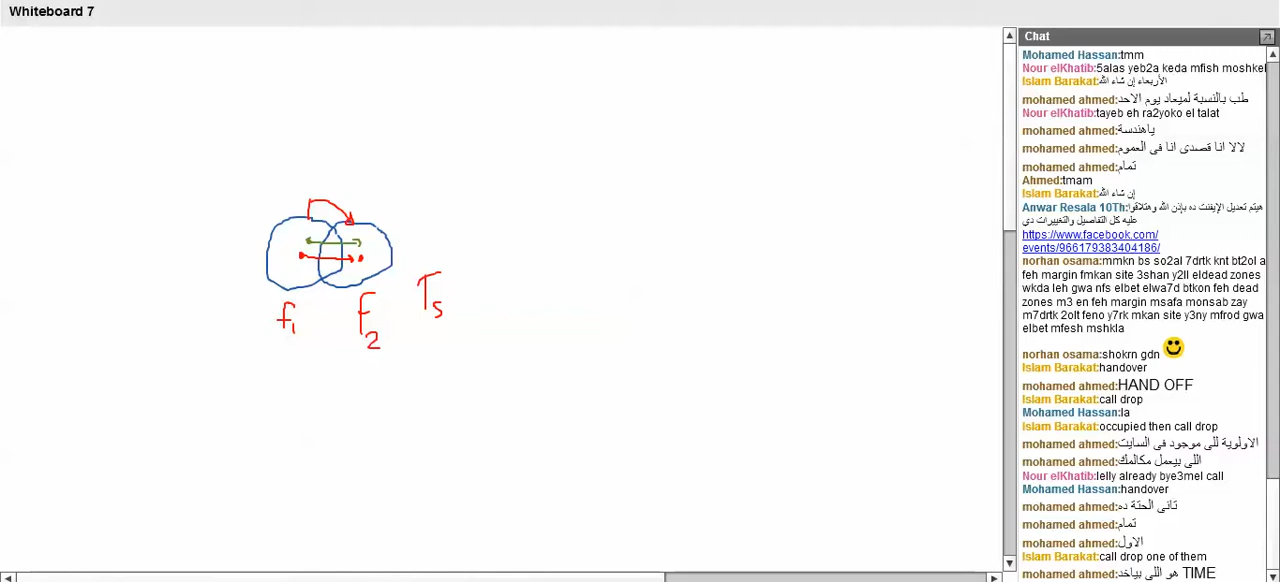 Whiteboard 7
f1
F2
Ts
Chat
Mohamed Hassan:tmm
Nour elKhatib:5alas yeb2a keda mfish moshkel
Islam Barakat:الأربعاء إن شاء الله
mohamed ahmed:طب بالنسبة لميعاد يوم الاحد
Nour elKhatib:tayeb eh ra2yoko el talat
mohamed ahmed:ياهندسة
mohamed ahmed:لالا انا قصدى انا فى العموم
mohamed ahmed:تمام
Ahmed:tmam
Islam Barakat:إن شاء الله
Anwar Resala 10Th:هيتم تعديل الإيفنت ده بإذن الله وهتلاقوا
عليه كل التفاصيل والتغييرات دي
https://www.facebook.com/
events/966179383404186/
norhan osama:mmkn bs so2al 7drtk knt bt2ol a
feh margin fmkan site 3shan y2ll eldead zones
wkda leh gwa nfs elbet elwa7d btkon feh dead
zones m3 en feh margin msafa monsab zay
m7drtk 2olt feno y7rk mkan site y3ny mfrod gwa
elbet mfesh mshkla
norhan osama:shokrn gdn
Islam Barakat:handover
mohamed ahmed:HAND OFF
Islam Barakat:call drop
Mohamed Hassan:la
Islam Barakat:occupied then call drop
mohamed ahmed:الاولوية للى موجود فى السايت
mohamed ahmed:اللى بيعمل مكالمك
Nour elKhatib:lelly already bye3mel call
Mohamed Hassan:handover
mohamed ahmed:تانى الحتة ده
mohamed ahmed:تمام
mohamed ahmed:الاول
Islam Barakat:call drop one of them
mohamed ahmed:هو اللى بياخد TIME